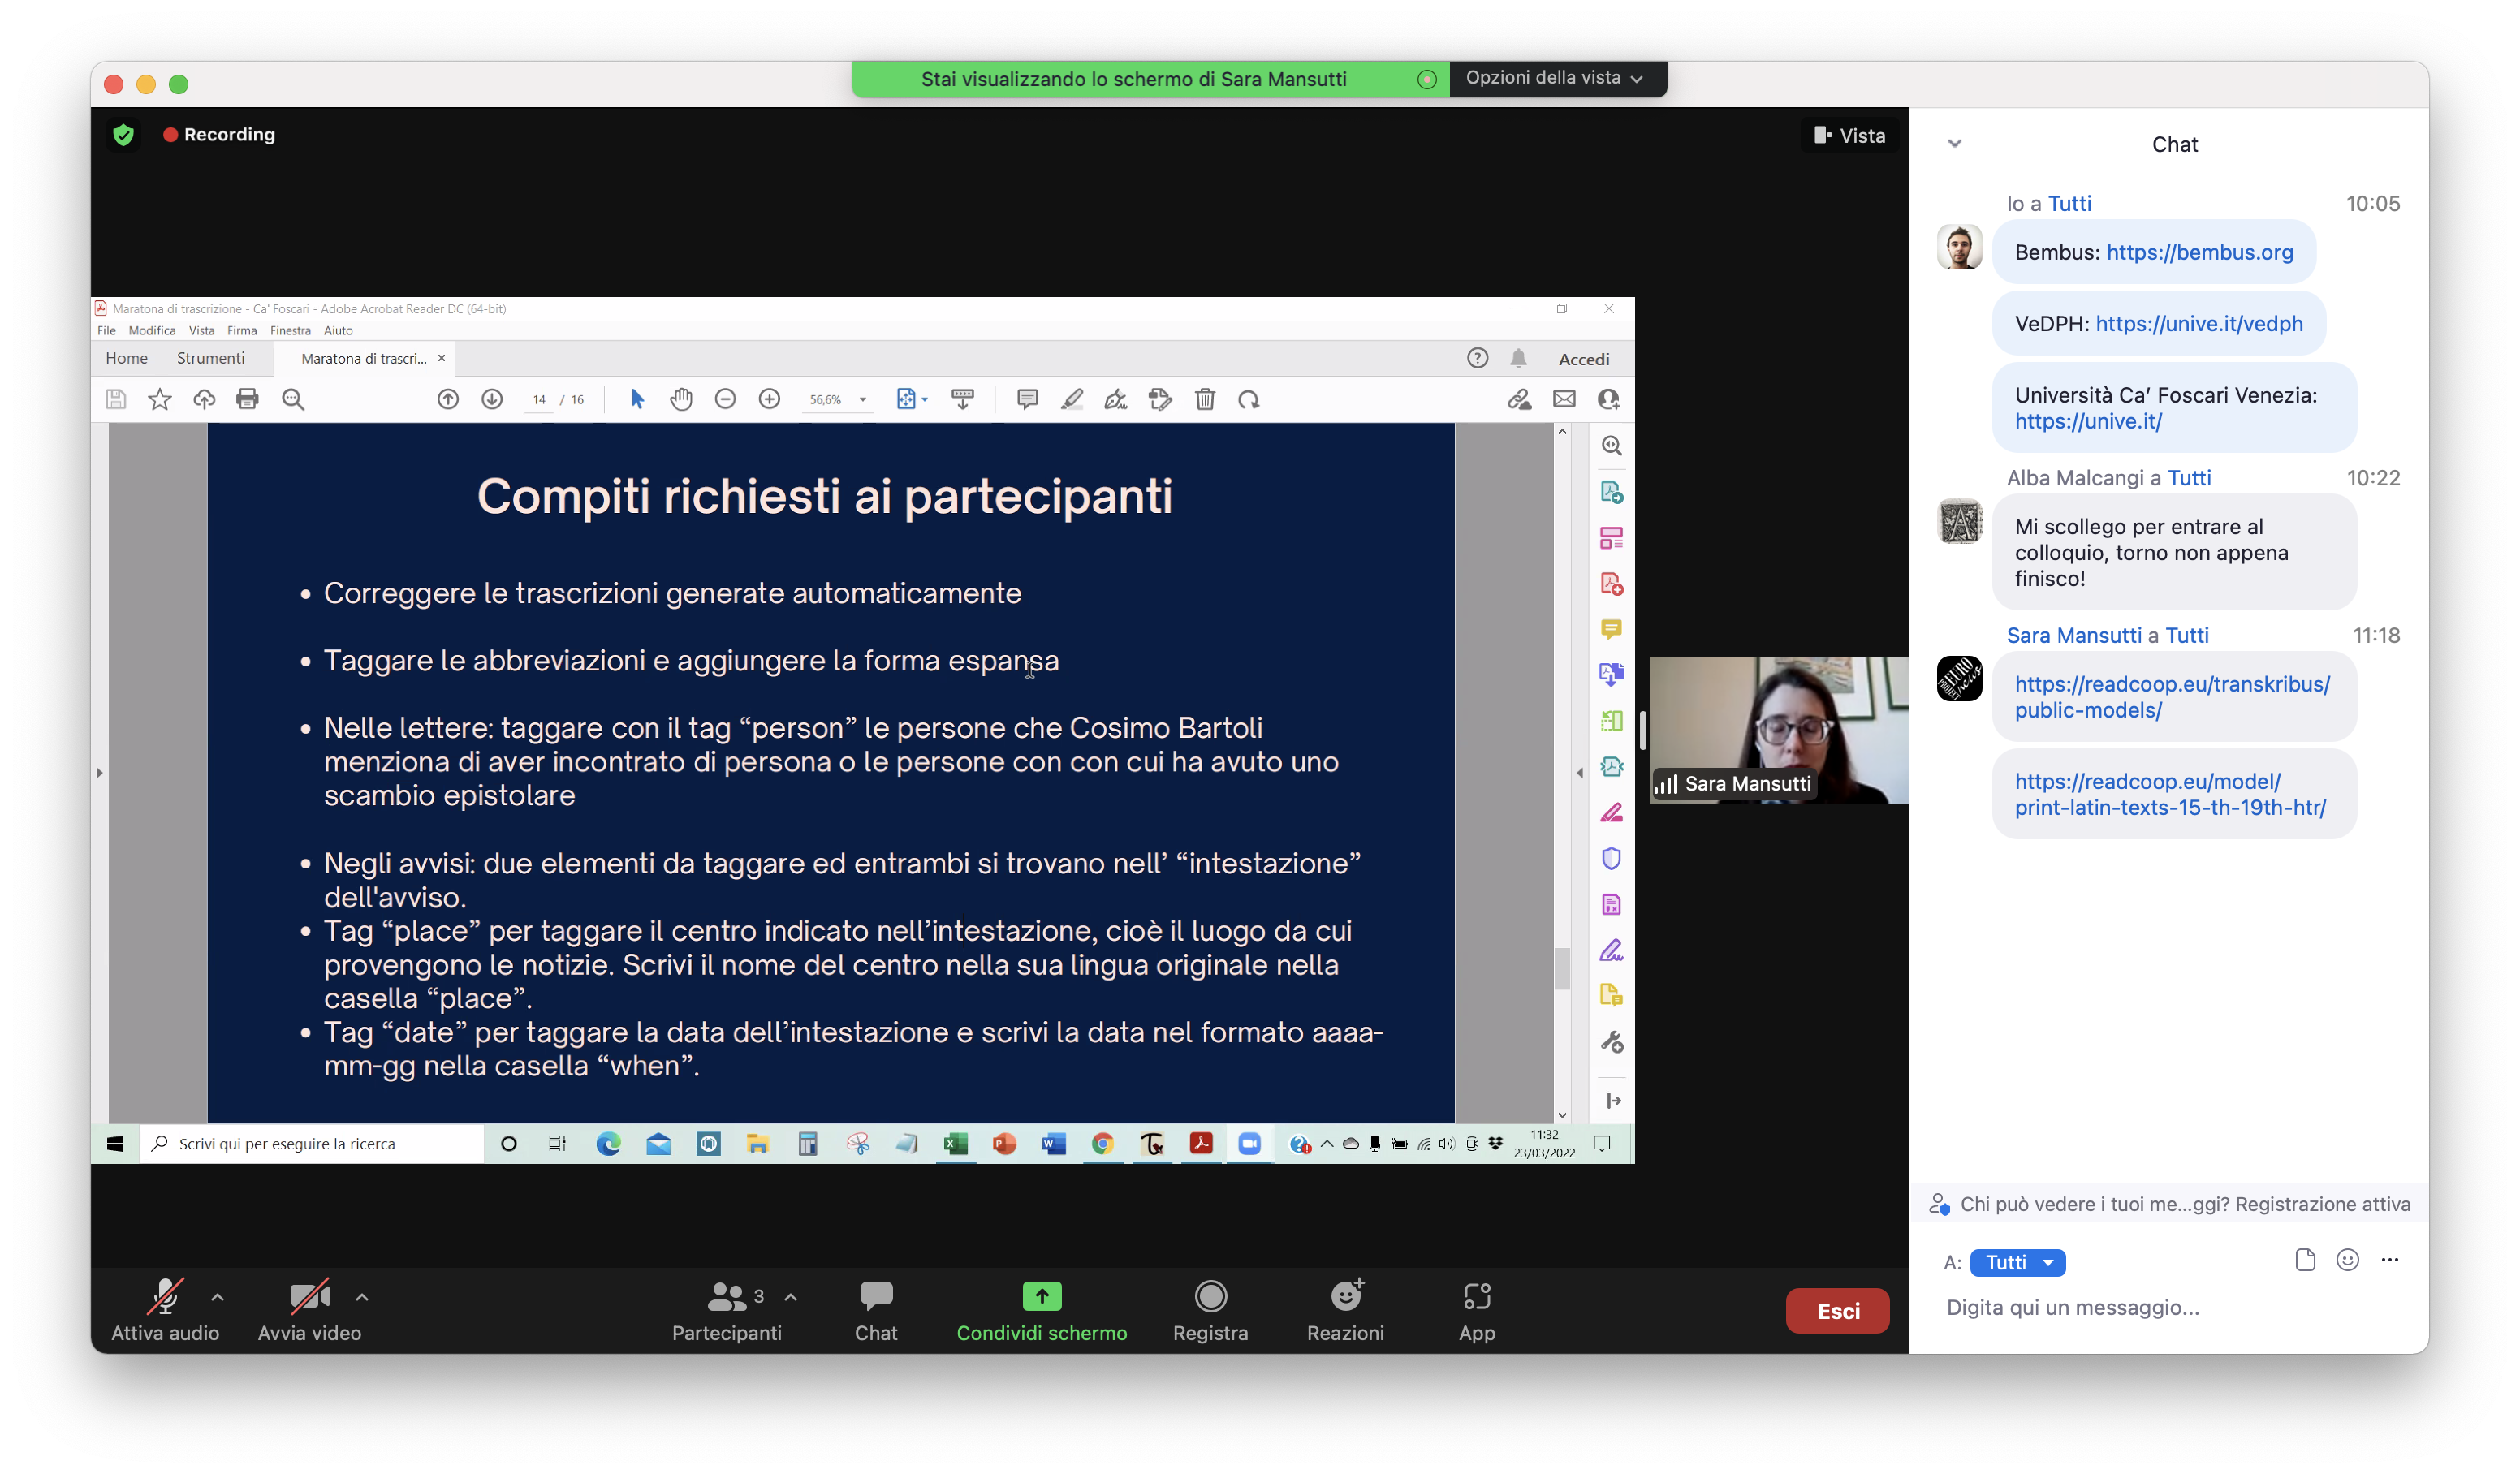 Stai visualizzando lo schermo di Sara Mansutti
Opzioni della vista
Recording
Vista
Maratona di trascrizione - Ca' Foscari - Adobe Acrobat Reader DC (64-bit)
File Modifica Vista Firma Finestra Aiuto
Home Strumenti Maratona di trascri... ×
Accedi
14 / 16
56,6%
Compiti richiesti ai partecipanti
• Correggere le trascrizioni generate automaticamente
• Taggare le abbreviazioni e aggiungere la forma espansa
• Nelle lettere: taggare con il tag “person” le persone che Cosimo Bartoli
menziona di aver incontrato di persona o le persone con con cui ha avuto uno
scambio epistolare
• Negli avvisi: due elementi da taggare ed entrambi si trovano nell’ “intestazione”
dell'avviso.
• Tag “place” per taggare il centro indicato nell’intestazione, cioè il luogo da cui
provengono le notizie. Scrivi il nome del centro nella sua lingua originale nella
casella “place”.
• Tag “date” per taggare la data dell’intestazione e scrivi la data nel formato aaaa-
mm-gg nella casella “when”.
Scrivi qui per eseguire la ricerca
11:32
23/03/2022
Sara Mansutti
Attiva audio
Avvia video
Partecipanti 3
Chat
Condividi schermo
Registra
Reazioni
App
Esci
Chat
Io a Tutti 10:05
Bembus: https://bembus.org
VeDPH: https://unive.it/vedph
Università Ca’ Foscari Venezia:
https://unive.it/
Alba Malcangi a Tutti 10:22
Mi scollego per entrare al
colloquio, torno non appena
finisco!
Sara Mansutti a Tutti 11:18
EURO
news
PROJECT
https://readcoop.eu/transkribus/
public-models/
https://readcoop.eu/model/
print-latin-texts-15-th-19th-htr/
Chi può vedere i tuoi me...ggi? Registrazione attiva
A: Tutti
Digita qui un messaggio...